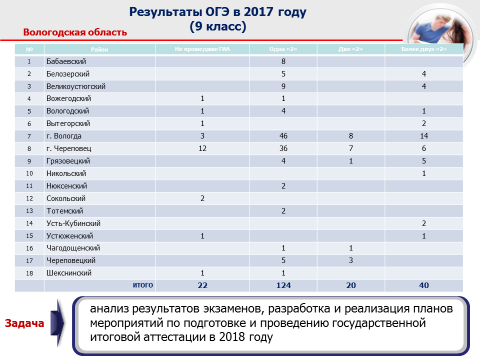 Результаты ОГЭ в 2017 году
(9 класс)
Вологодская область
№ Район Не проходили ГИА Одна «2» Две «2» Более двух «2»
1 Бабаевский 8
2 Белозерский 5 4
3 Великоустюгский 9 4
4 Вожегодский 1 1
5 Вологодский 1 4 1
6 Вытегорский 1 2
7 г. Вологда 3 46 8 14
8 г. Череповец 12 36 7 6
9 Грязовецкий 4 1 5
10 Никольский 1
11 Нюксенский 2
12 Сокольский 2
13 Тотемский 2
14 Усть-Кубинский 2
15 Устюженский 1 1
16 Чагодощенский 1 1
17 Череповецкий 5 3
18 Шекснинский 1 1
ИТОГО 22 124 20 40
Задача
анализ результатов экзаменов, разработка и реализация планов
мероприятий по подготовке и проведению государственной
итоговой аттестации в 2018 году